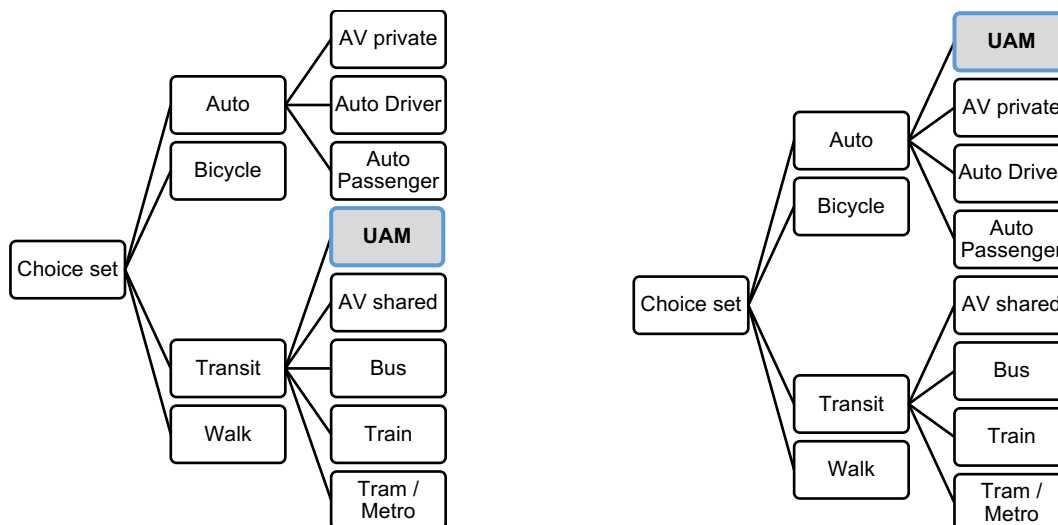 AV private
Auto
Auto Driver
Auto
Passenger
Bicycle
UAM
Choice set
AV shared
Transit
Bus
Walk
Train
Tram /
Metro
UAM
AV private
Auto
Auto Driver
Bicycle
Auto
Passenger
Choice set
AV shared
Bus
Transit
Train
Walk
Tram /
Metro